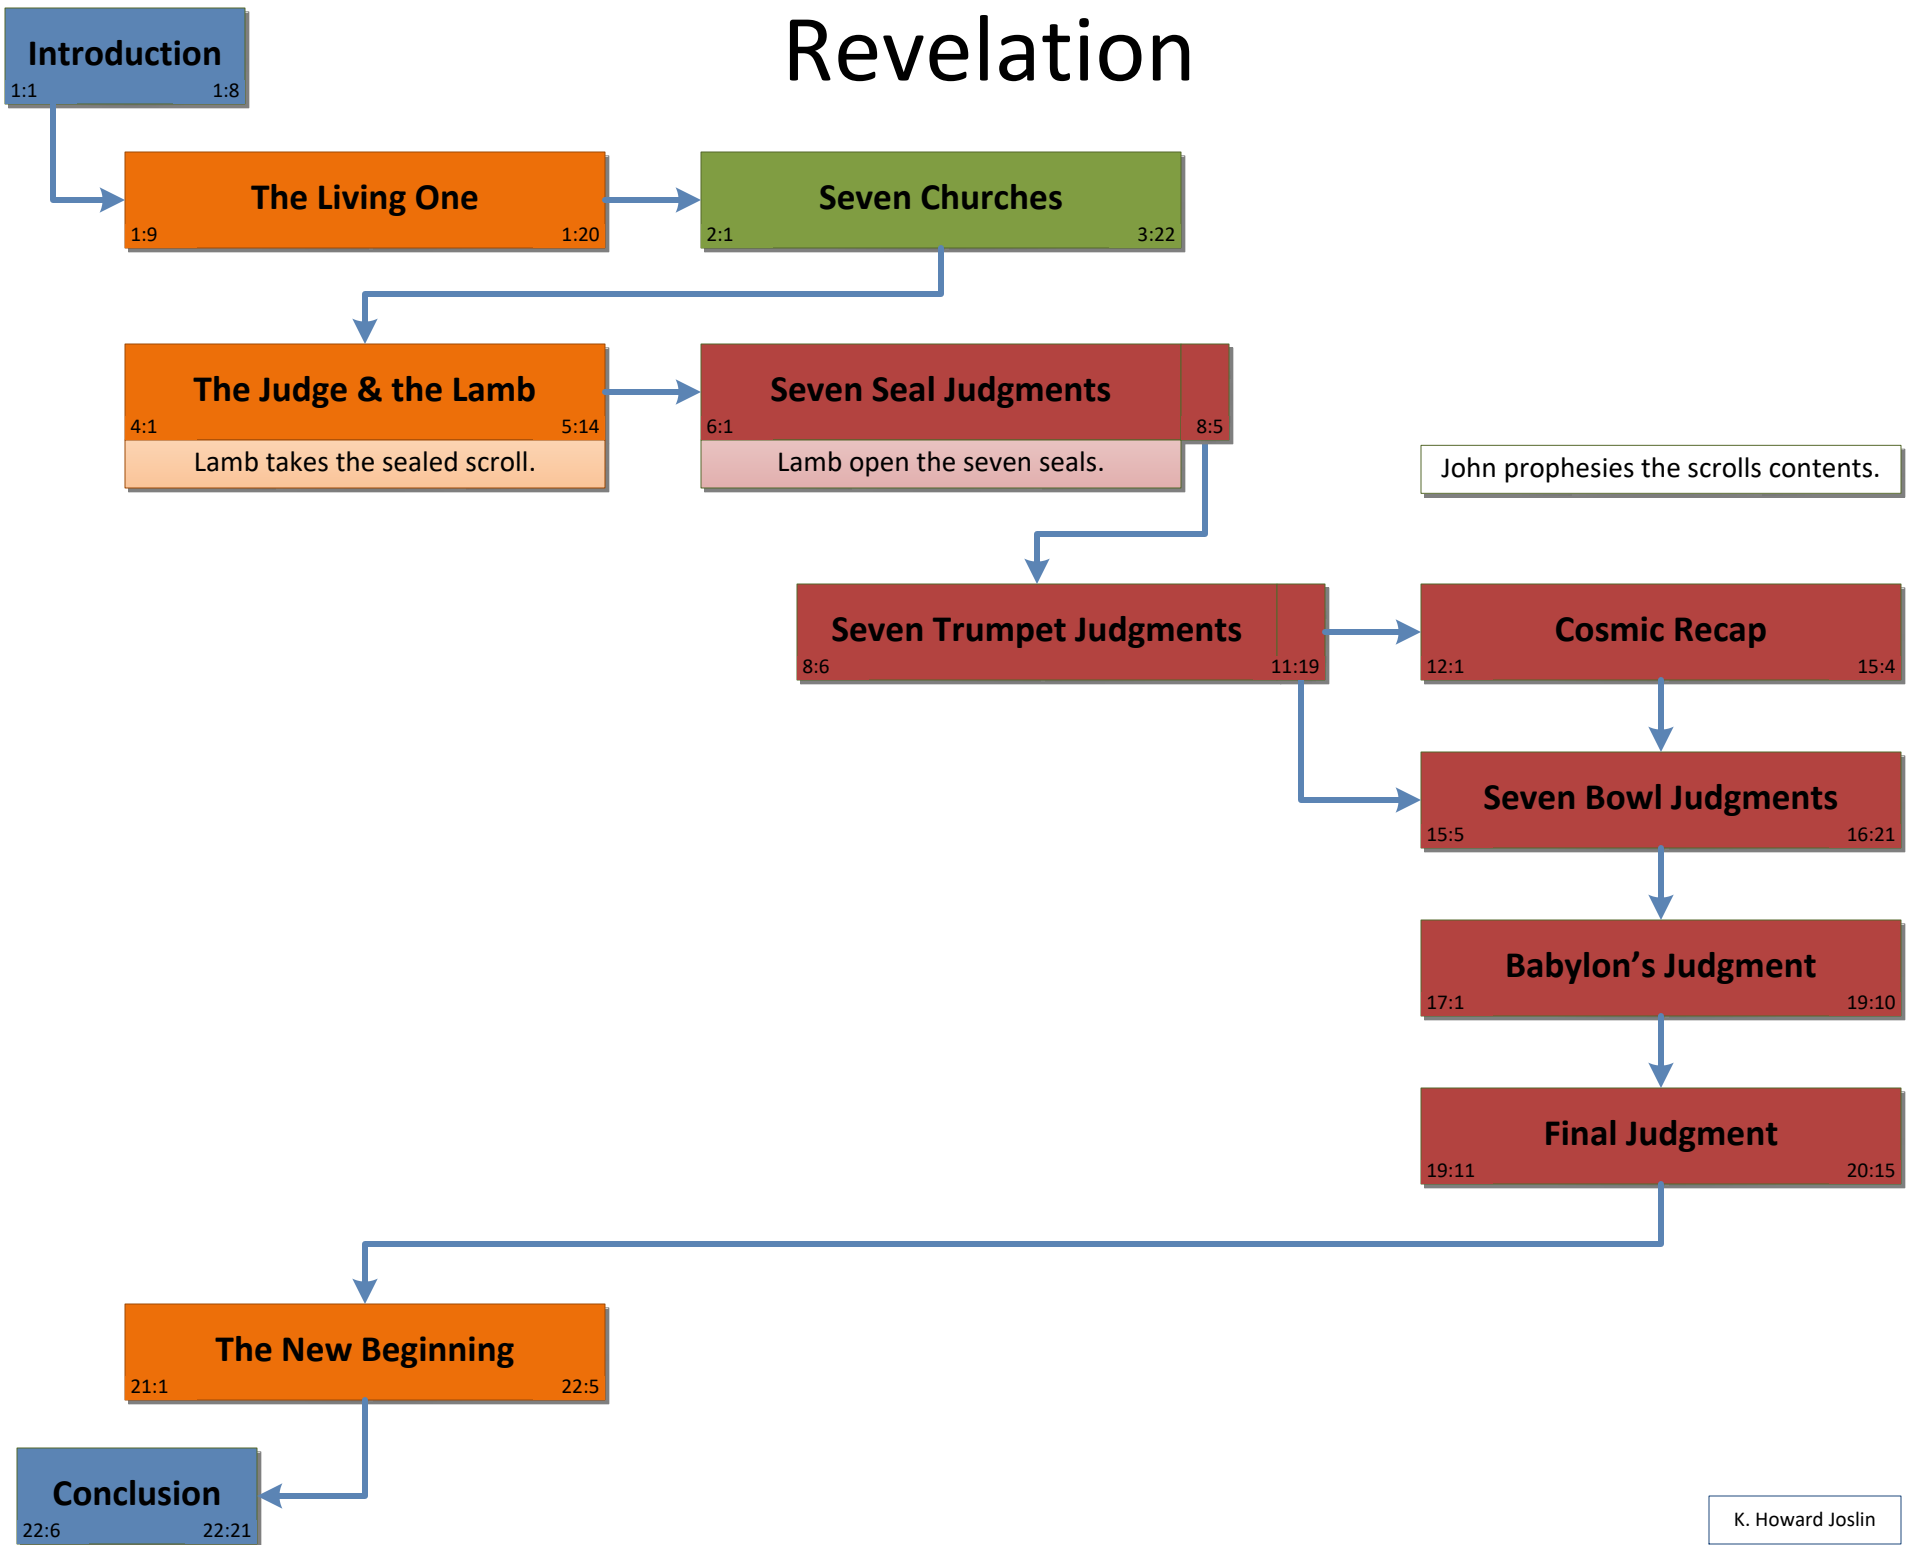 Revelation
Introduction
1:1 1:8
The Living One
1:9 1:20
Seven Churches
2:1 3:22
The Judge & the Lamb
4:1 5:14
Lamb takes the sealed scroll.
Seven Seal Judgments
6:1 8:5
Lamb open the seven seals.
John prophesies the scrolls contents.
Seven Trumpet Judgments
8:6 11:19
Cosmic Recap
12:1 15:4
Seven Bowl Judgments
15:5 16:21
Babylon’s Judgment
17:1 19:10
Final Judgment
19:11 20:15
The New Beginning
21:1 22:5
Conclusion
22:6 22:21
K. Howard Joslin